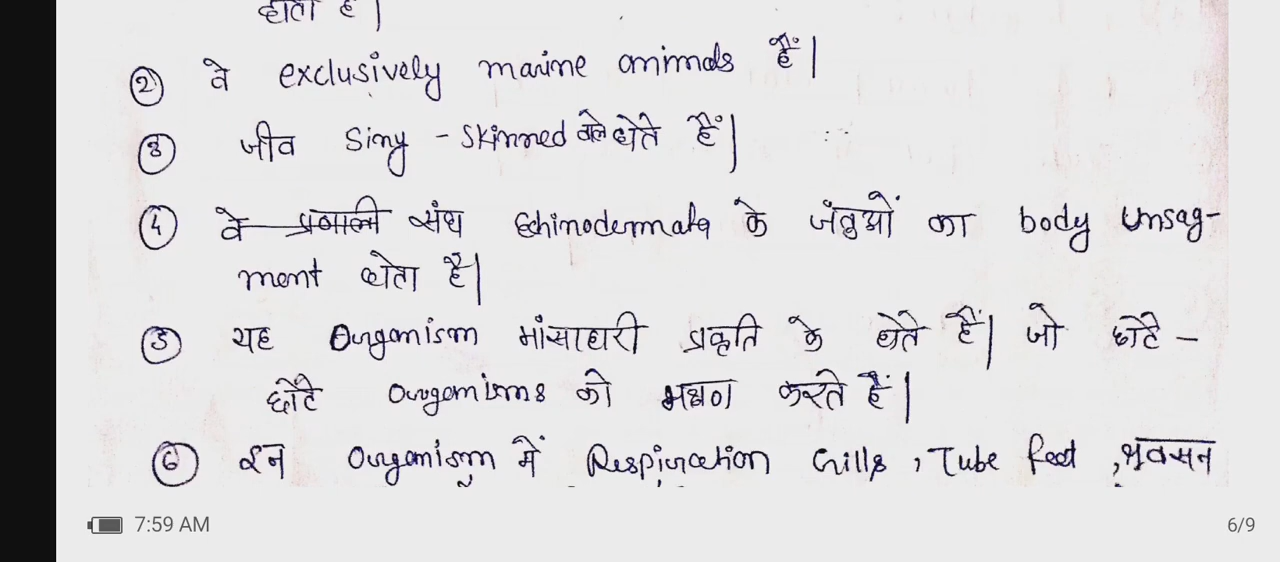 होता है |
② वे exclusively marine animals हैं |
③ जीव Siny - Skinned वाले होते हैं |
④ वे प्रणाली संघ Echinodermata के जंतुओं का body unsag-
ment होता है |
⑤ यह Organism मांसाहारी प्रकृति के होते हैं | जो छोटे -
छोटे Organisms को भक्षण करते हैं |
⑥ इन Organism में Respiration Gills , Tube feet , श्वसन
7:59 AM 6/9